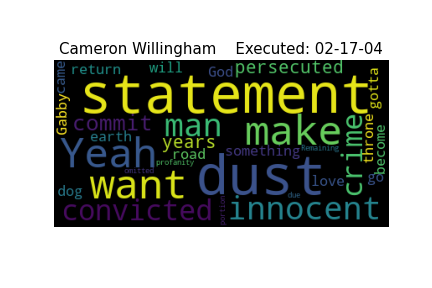 Cameron Willingham    Executed: 02-17-04
came return will God persecuted gotta
statement
Gabby commit man make crime throne become
earth
Yeah years something Remaining
road
profanity
dog want omitted dust love go
due
convicted portion innocent